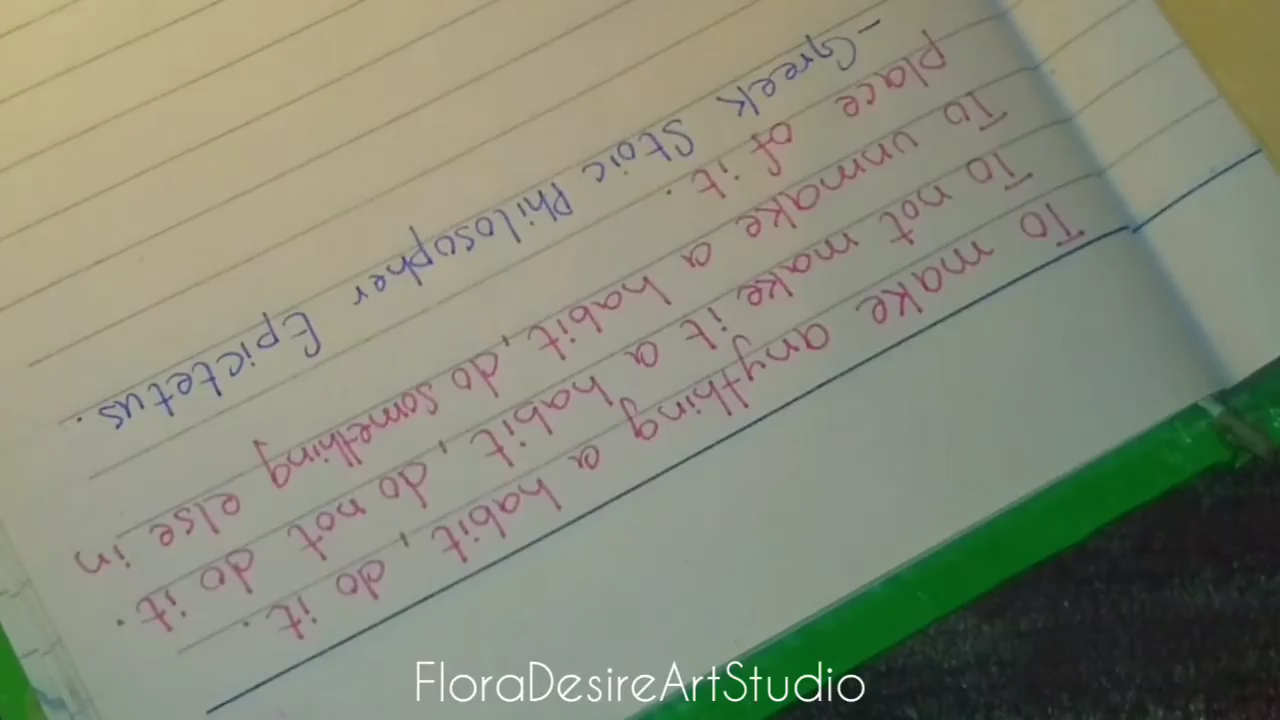 To make anything a habit, do it.
To not make it a habit, do not do it.
To unmake a habit, do something else in
place of it.
-Greek Stoic Philosopher Epictetus.
FloraDesireArtStudio